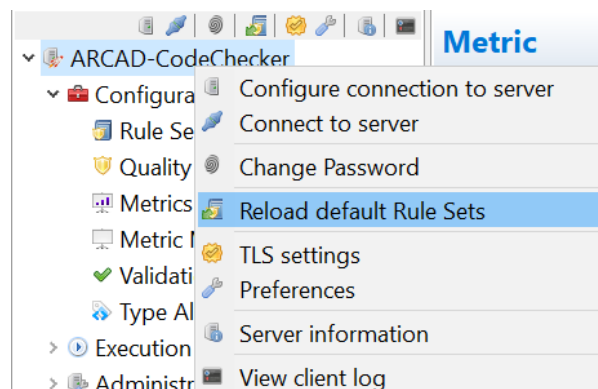 Metric
ARCAD-CodeChecker
Configura
Configure connection to server
Rule Se
Connect to server
Quality
Change Password
Metrics
Reload default Rule Sets
Metric
TLS settings
Validati
Preferences
Type Al
Server information
Execution
View client log
Administr